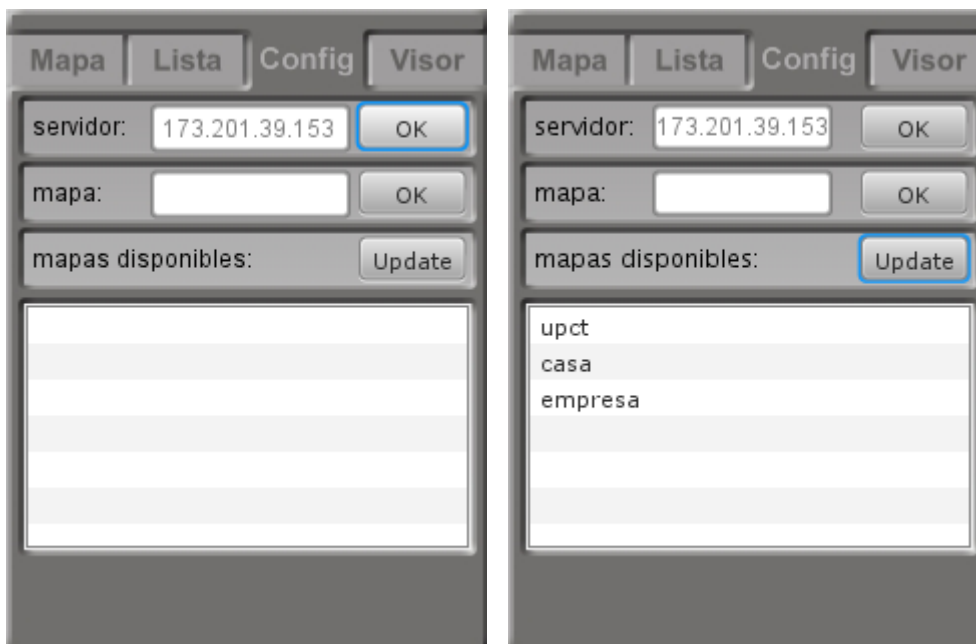 Mapa Lista Config Visor
servidor: 173.201.39.153 OK
mapa: OK
mapas disponibles: Update
Mapa Lista Config Visor
servidor: 173.201.39.153 OK
mapa: OK
mapas disponibles: Update
upct
casa
empresa